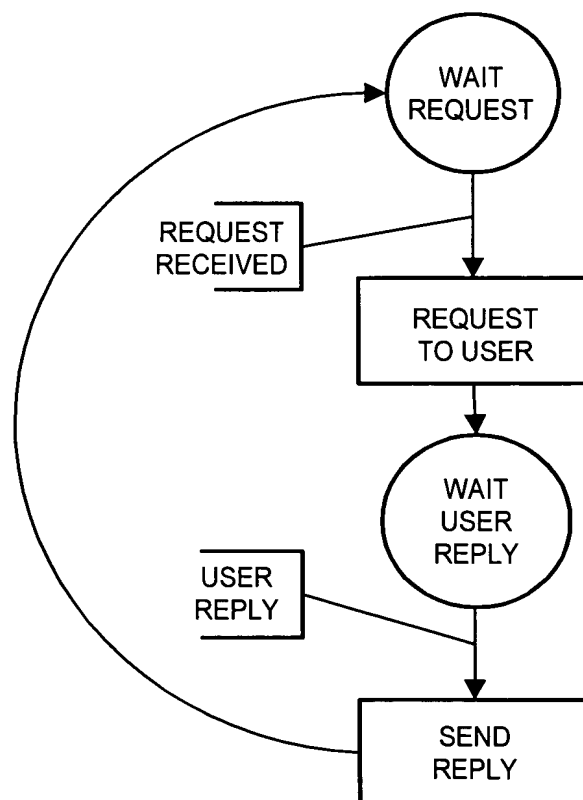 WAIT
REQUEST
REQUEST
RECEIVED
REQUEST
TO USER
WAIT
USER
REPLY
USER
REPLY
SEND
REPLY